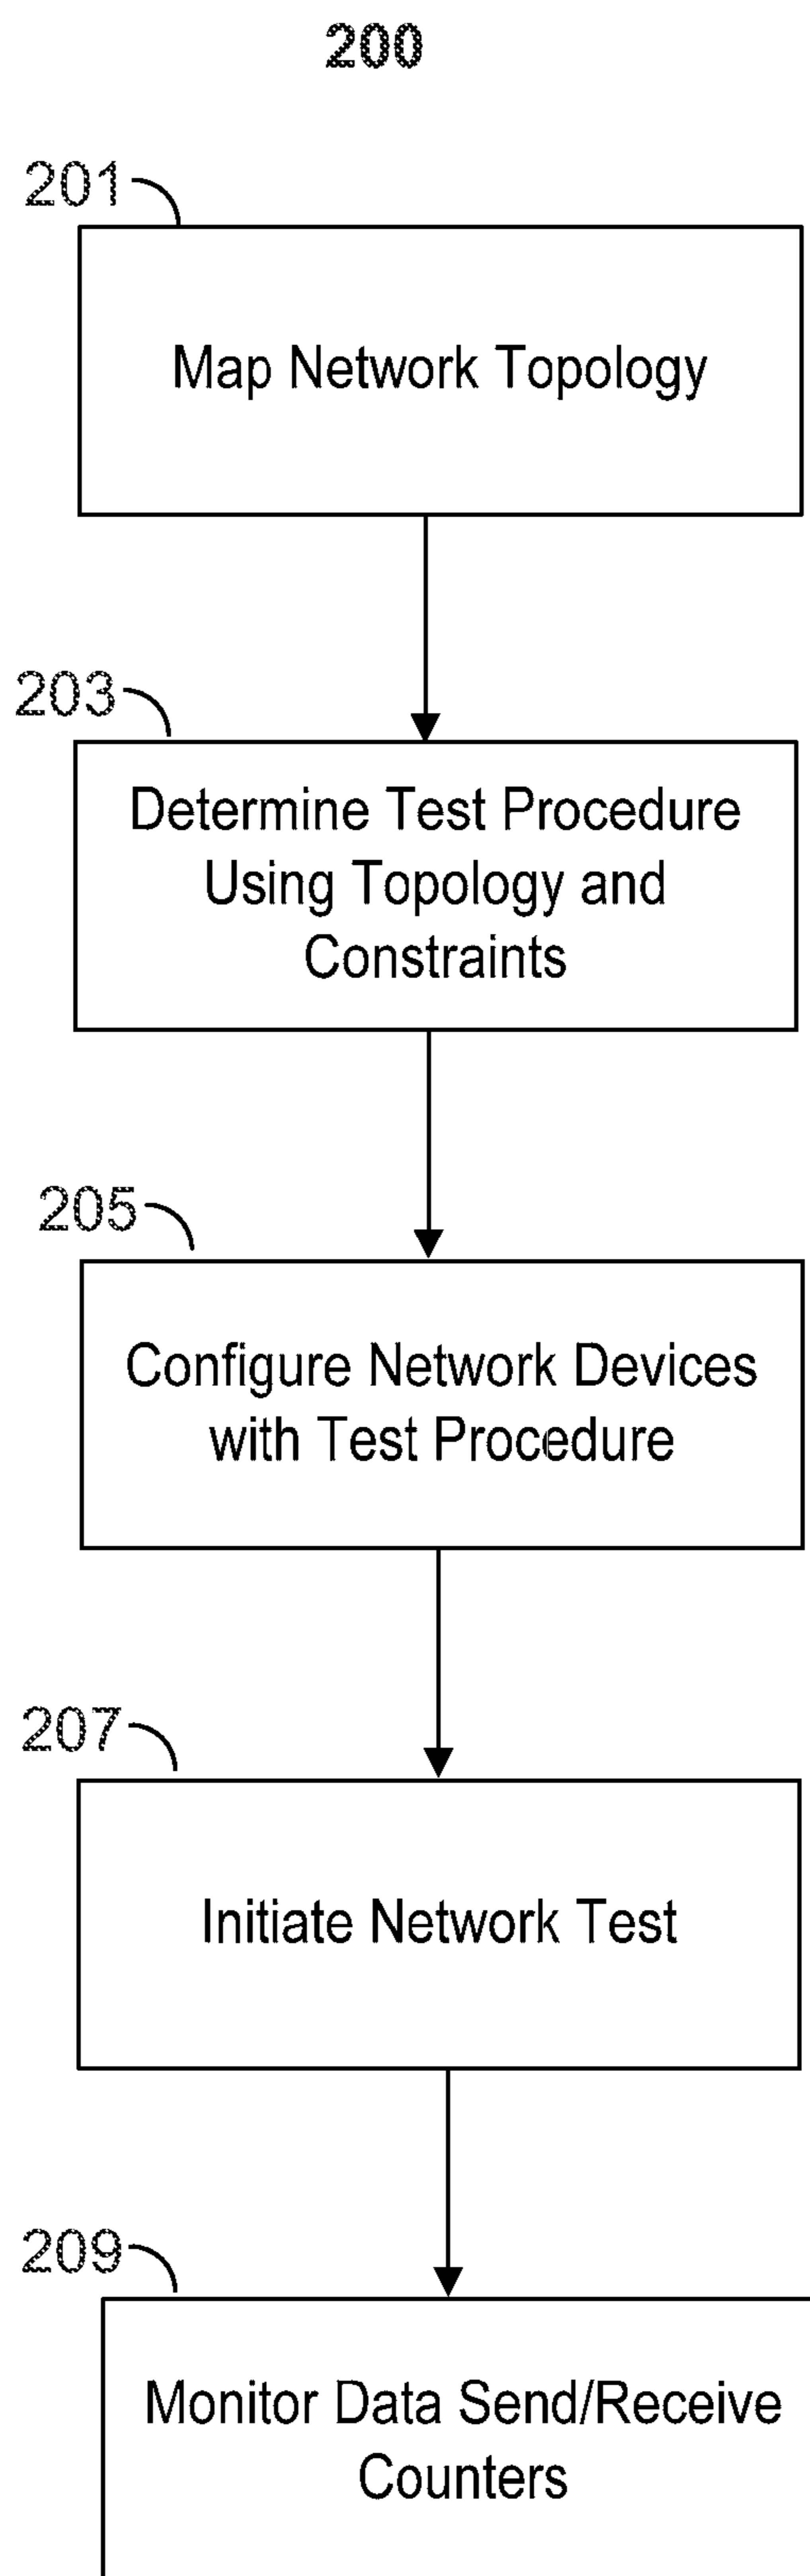 200
201
Map Network Topology
203
Determine Test Procedure
Using Topology and
Constraints
205
Configure Network Devices
with Test Procedure
207
Initiate Network Test
209
Monitor Data Send/Receive
Counters